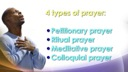 4 types of prayer:
• Petitionary prayer
• Ritual prayer
• Meditative prayer
• Colloquial prayer